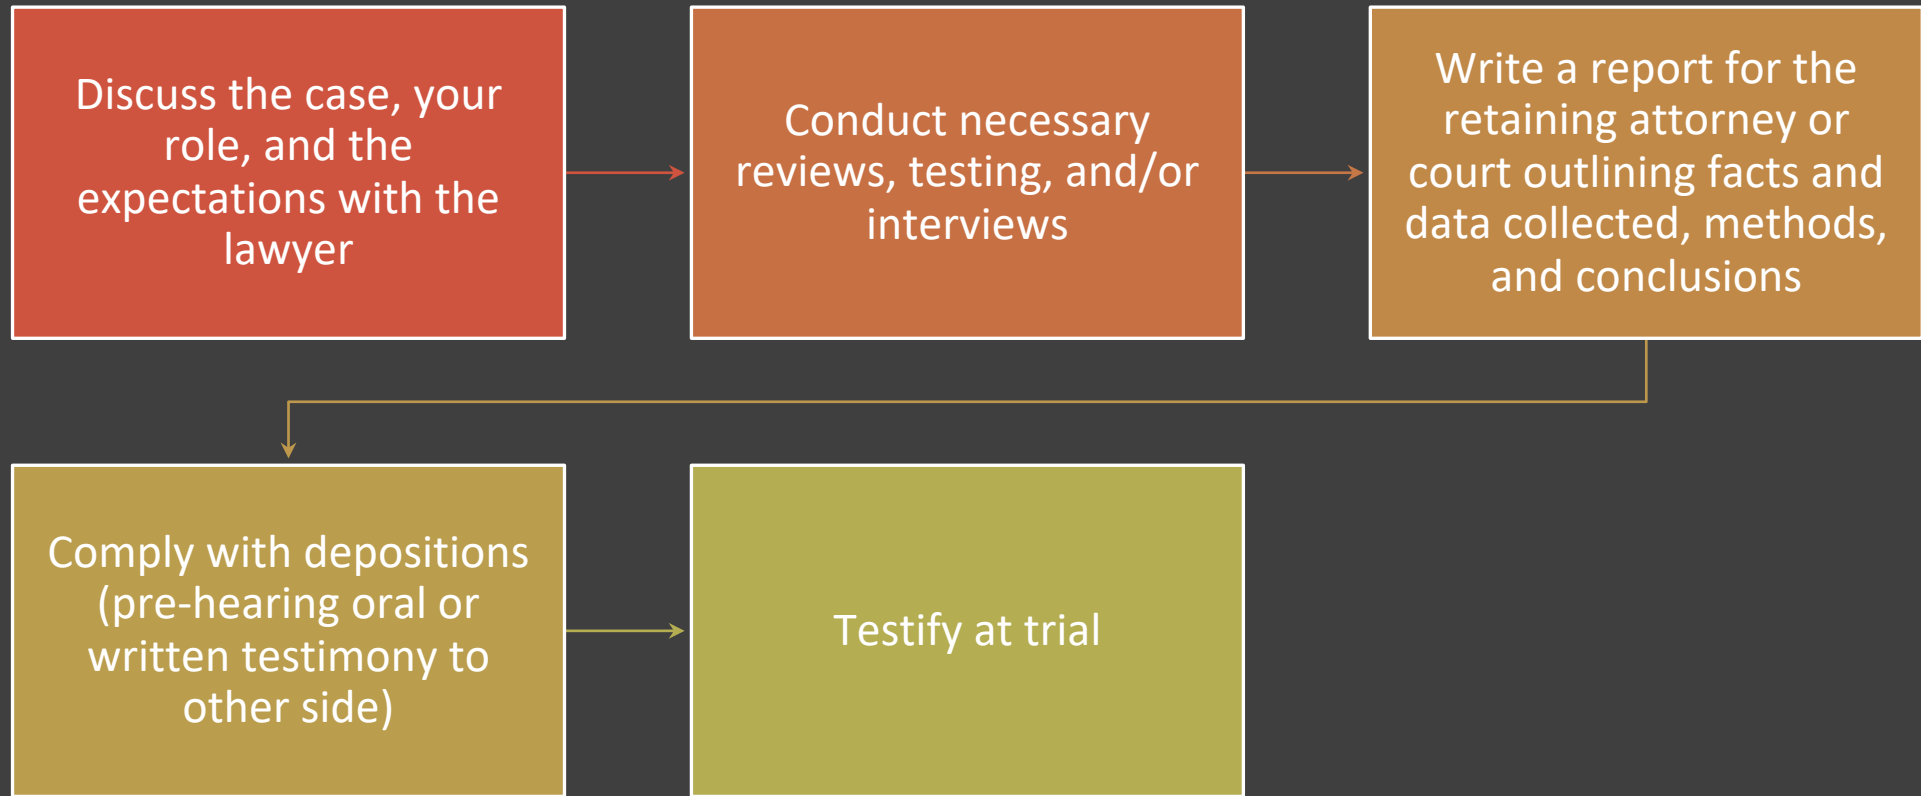 Discuss the case, your
role, and the
expectations with the
lawyer
Conduct necessary
reviews, testing, and/or
interviews
Write a report for the
retaining attorney or
court outlining facts and
data collected, methods,
and conclusions
Comply with depositions
(pre-hearing oral or
written testimony to
other side)
Testify at trial